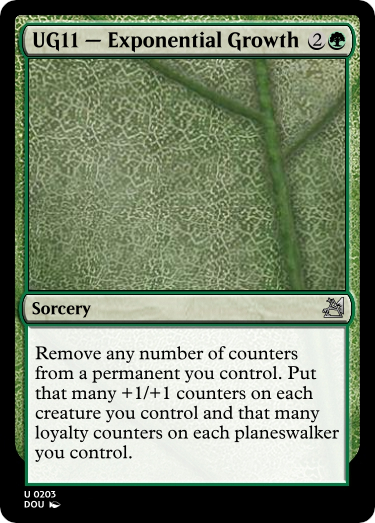 UG11 — Exponential Growth 2
Sorcery
Remove any number of counters
from a permanent you control. Put
that many +1/+1 counters on each
creature you control and that many
loyalty counters on each planeswalker
you control.
U 0203
DOU